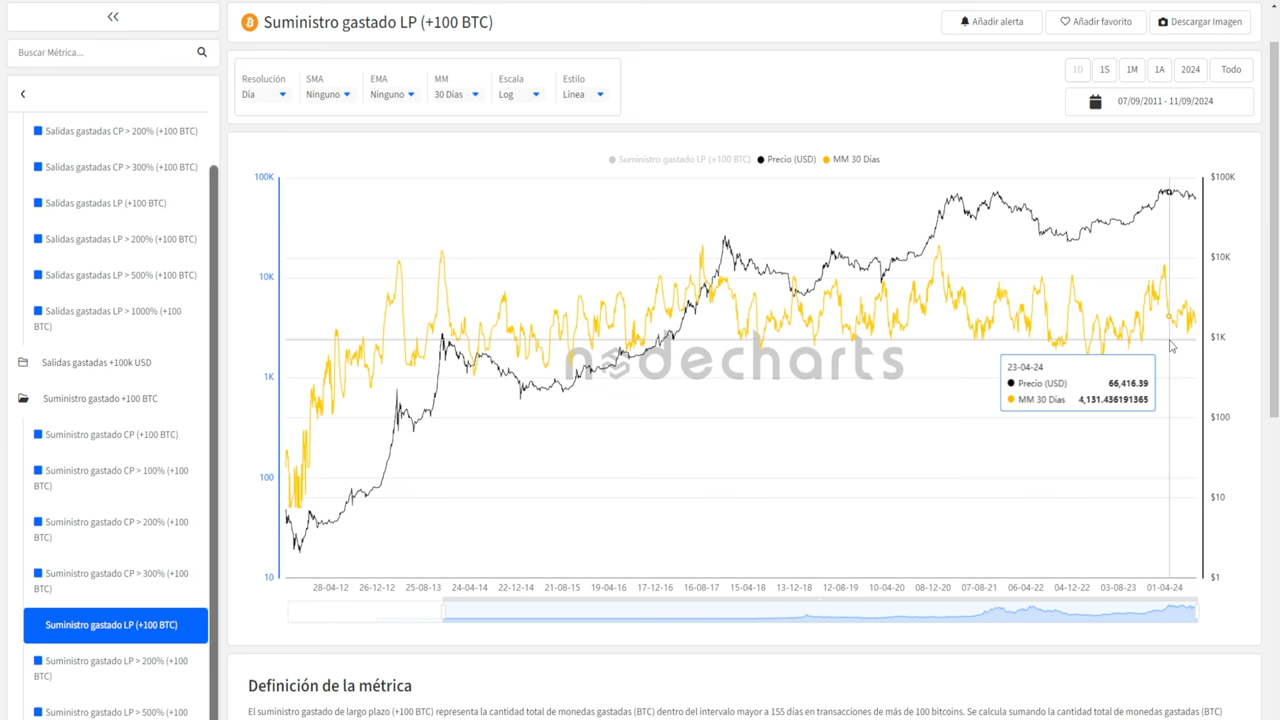 Suministro gastado LP (+100 BTC)
Añadir alerta
Añadir favorito
Descargar Imagen
Buscar Métrica...
Resolución
Día
SMA
Ninguno
EMA
Ninguno
MM
30 Días
Escala
Log
Estilo
Línea
1D
1S
1M
1A
2024
Todo
07/09/2011 - 11/09/2024
Salidas gastadas CP > 200% (+100 BTC)
Salidas gastadas CP > 300% (+100 BTC)
Salidas gastadas LP (+100 BTC)
Salidas gastadas LP > 200% (+100 BTC)
Salidas gastadas LP > 500% (+100 BTC)
Salidas gastadas LP > 1000% (+100
BTC)
Salidas gastadas +100k USD
Suministro gastado +100 BTC
Suministro gastado CP (+100 BTC)
Suministro gastado CP > 100% (+100
BTC)
Suministro gastado CP > 200% (+100
BTC)
Suministro gastado CP > 300% (+100
BTC)
Suministro gastado LP (+100 BTC)
Suministro gastado LP > 200% (+100
BTC)
Suministro gastado LP > 500% (+100
Suministro gastado LP (+100 BTC)
Precio (USD)
MM 30 Días
100K
10K
1K
100
10
$100K
$10K
$1K
$100
$10
$1
nodecharts
23-04-24
Precio (USD) 66,416.39
MM 30 Días 4,131.436191365
28-04-12 26-12-12 25-08-13 24-04-14 22-12-14 21-08-15 19-04-16 17-12-16 16-08-17 15-04-18 13-12-18 12-08-19 10-04-20 08-12-20 07-08-21 06-04-22 04-12-22 03-08-23 01-04-24
Definición de la métrica
El suministro gastado de largo plazo (+100 BTC) representa la cantidad total de monedas gastadas (BTC) dentro del intervalo mayor a 155 días en transacciones de más de 100 bitcoins. Se calcula sumando la cantidad total de monedas gastadas (BTC)